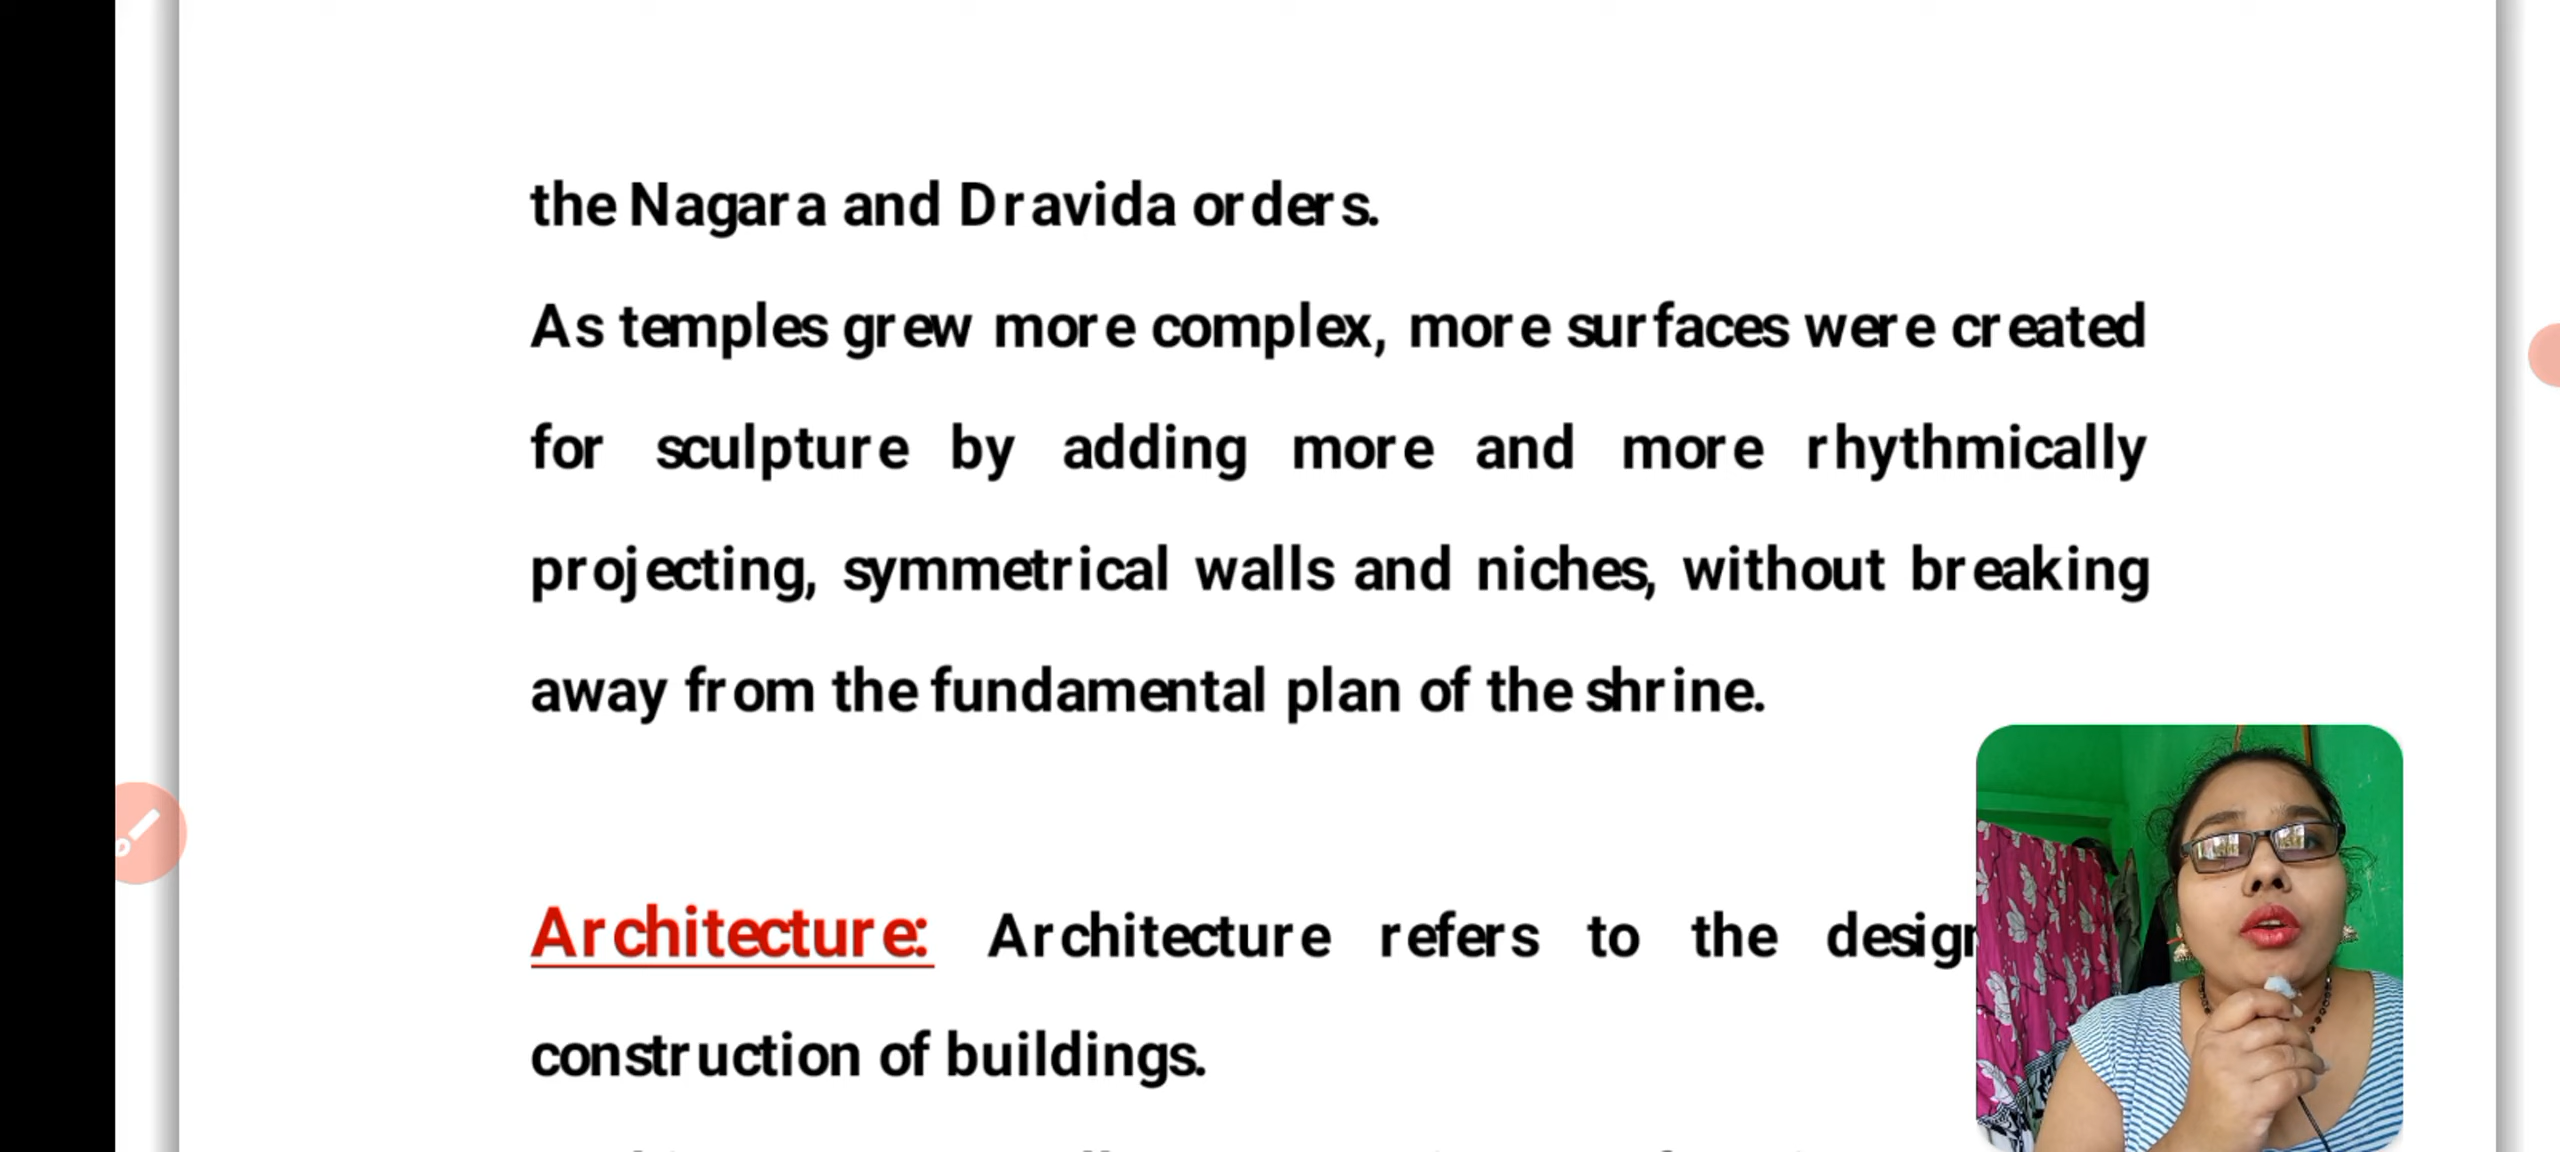 the Nagara and Dravida orders.
As temples grew more complex, more surfaces were created
for sculpture by adding more and more rhythmically
projecting, symmetrical walls and niches, without breaking
away from the fundamental plan of the shrine.
Architecture: Architecture refers to the
construction of buildings.